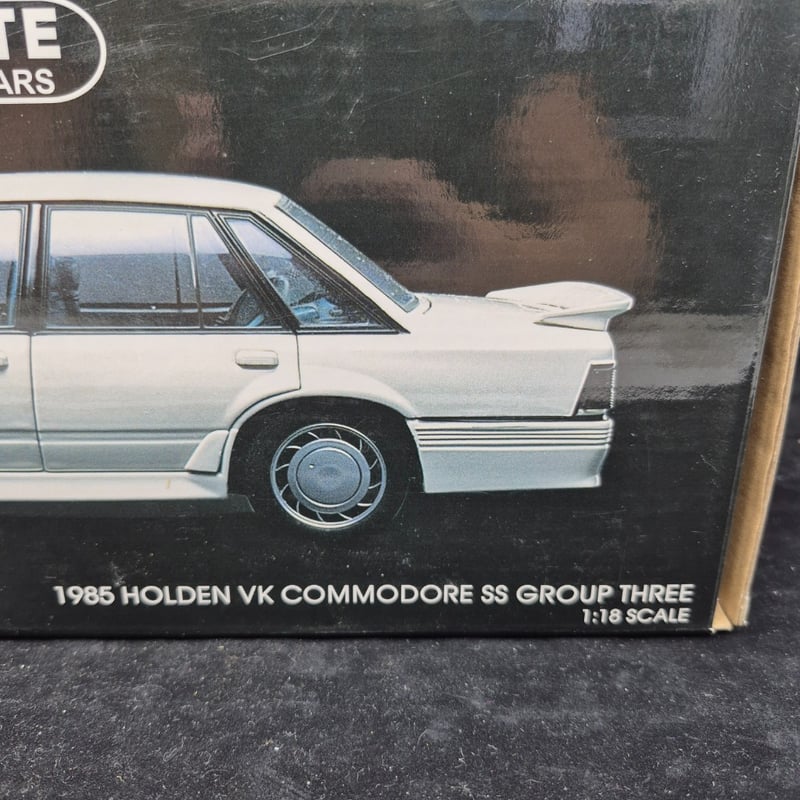 TE
ARS
1985 HOLDEN VK COMMODORE SS GROUP THREE
1:18 SCALE